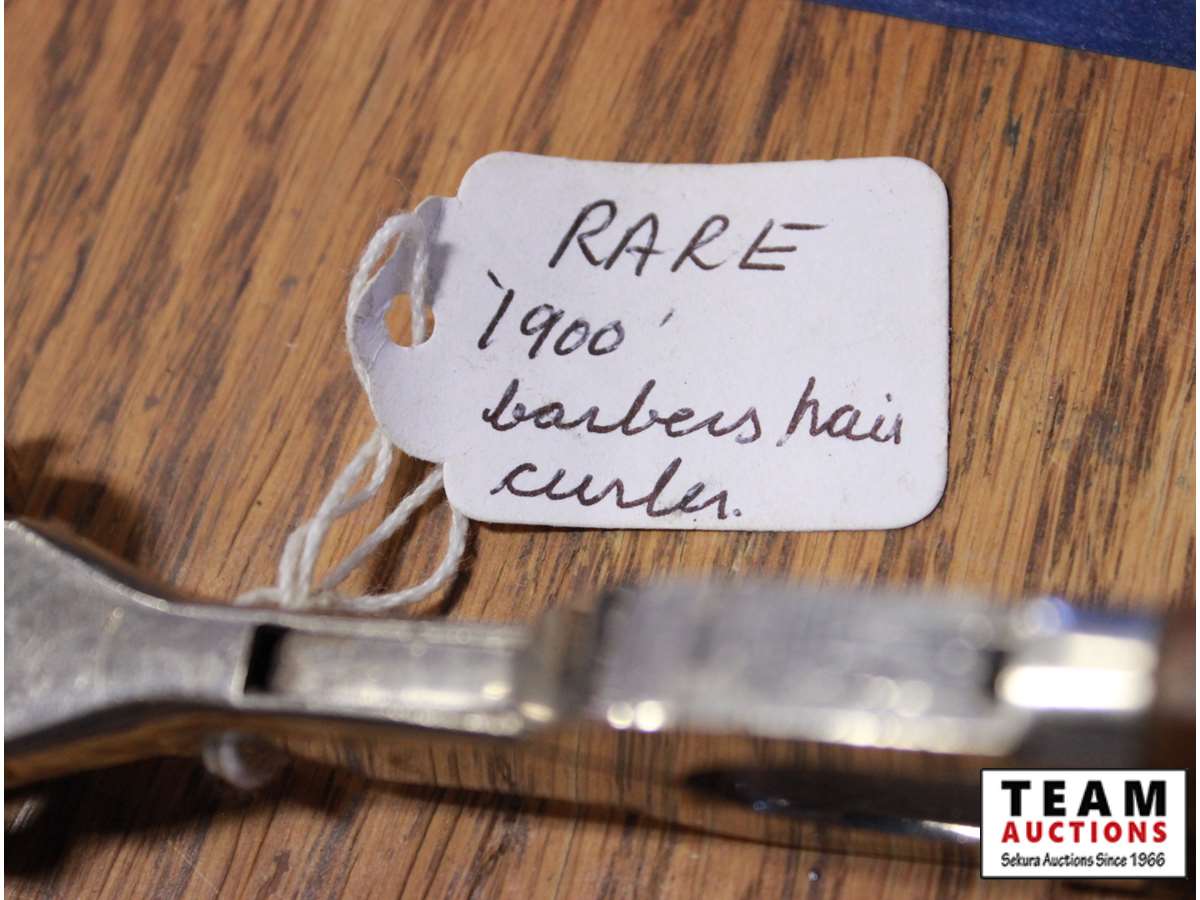 RARE
'1900'
barbers hair
curler.
TEAM
AUCTIONS
Sekura Auctions Since 1966